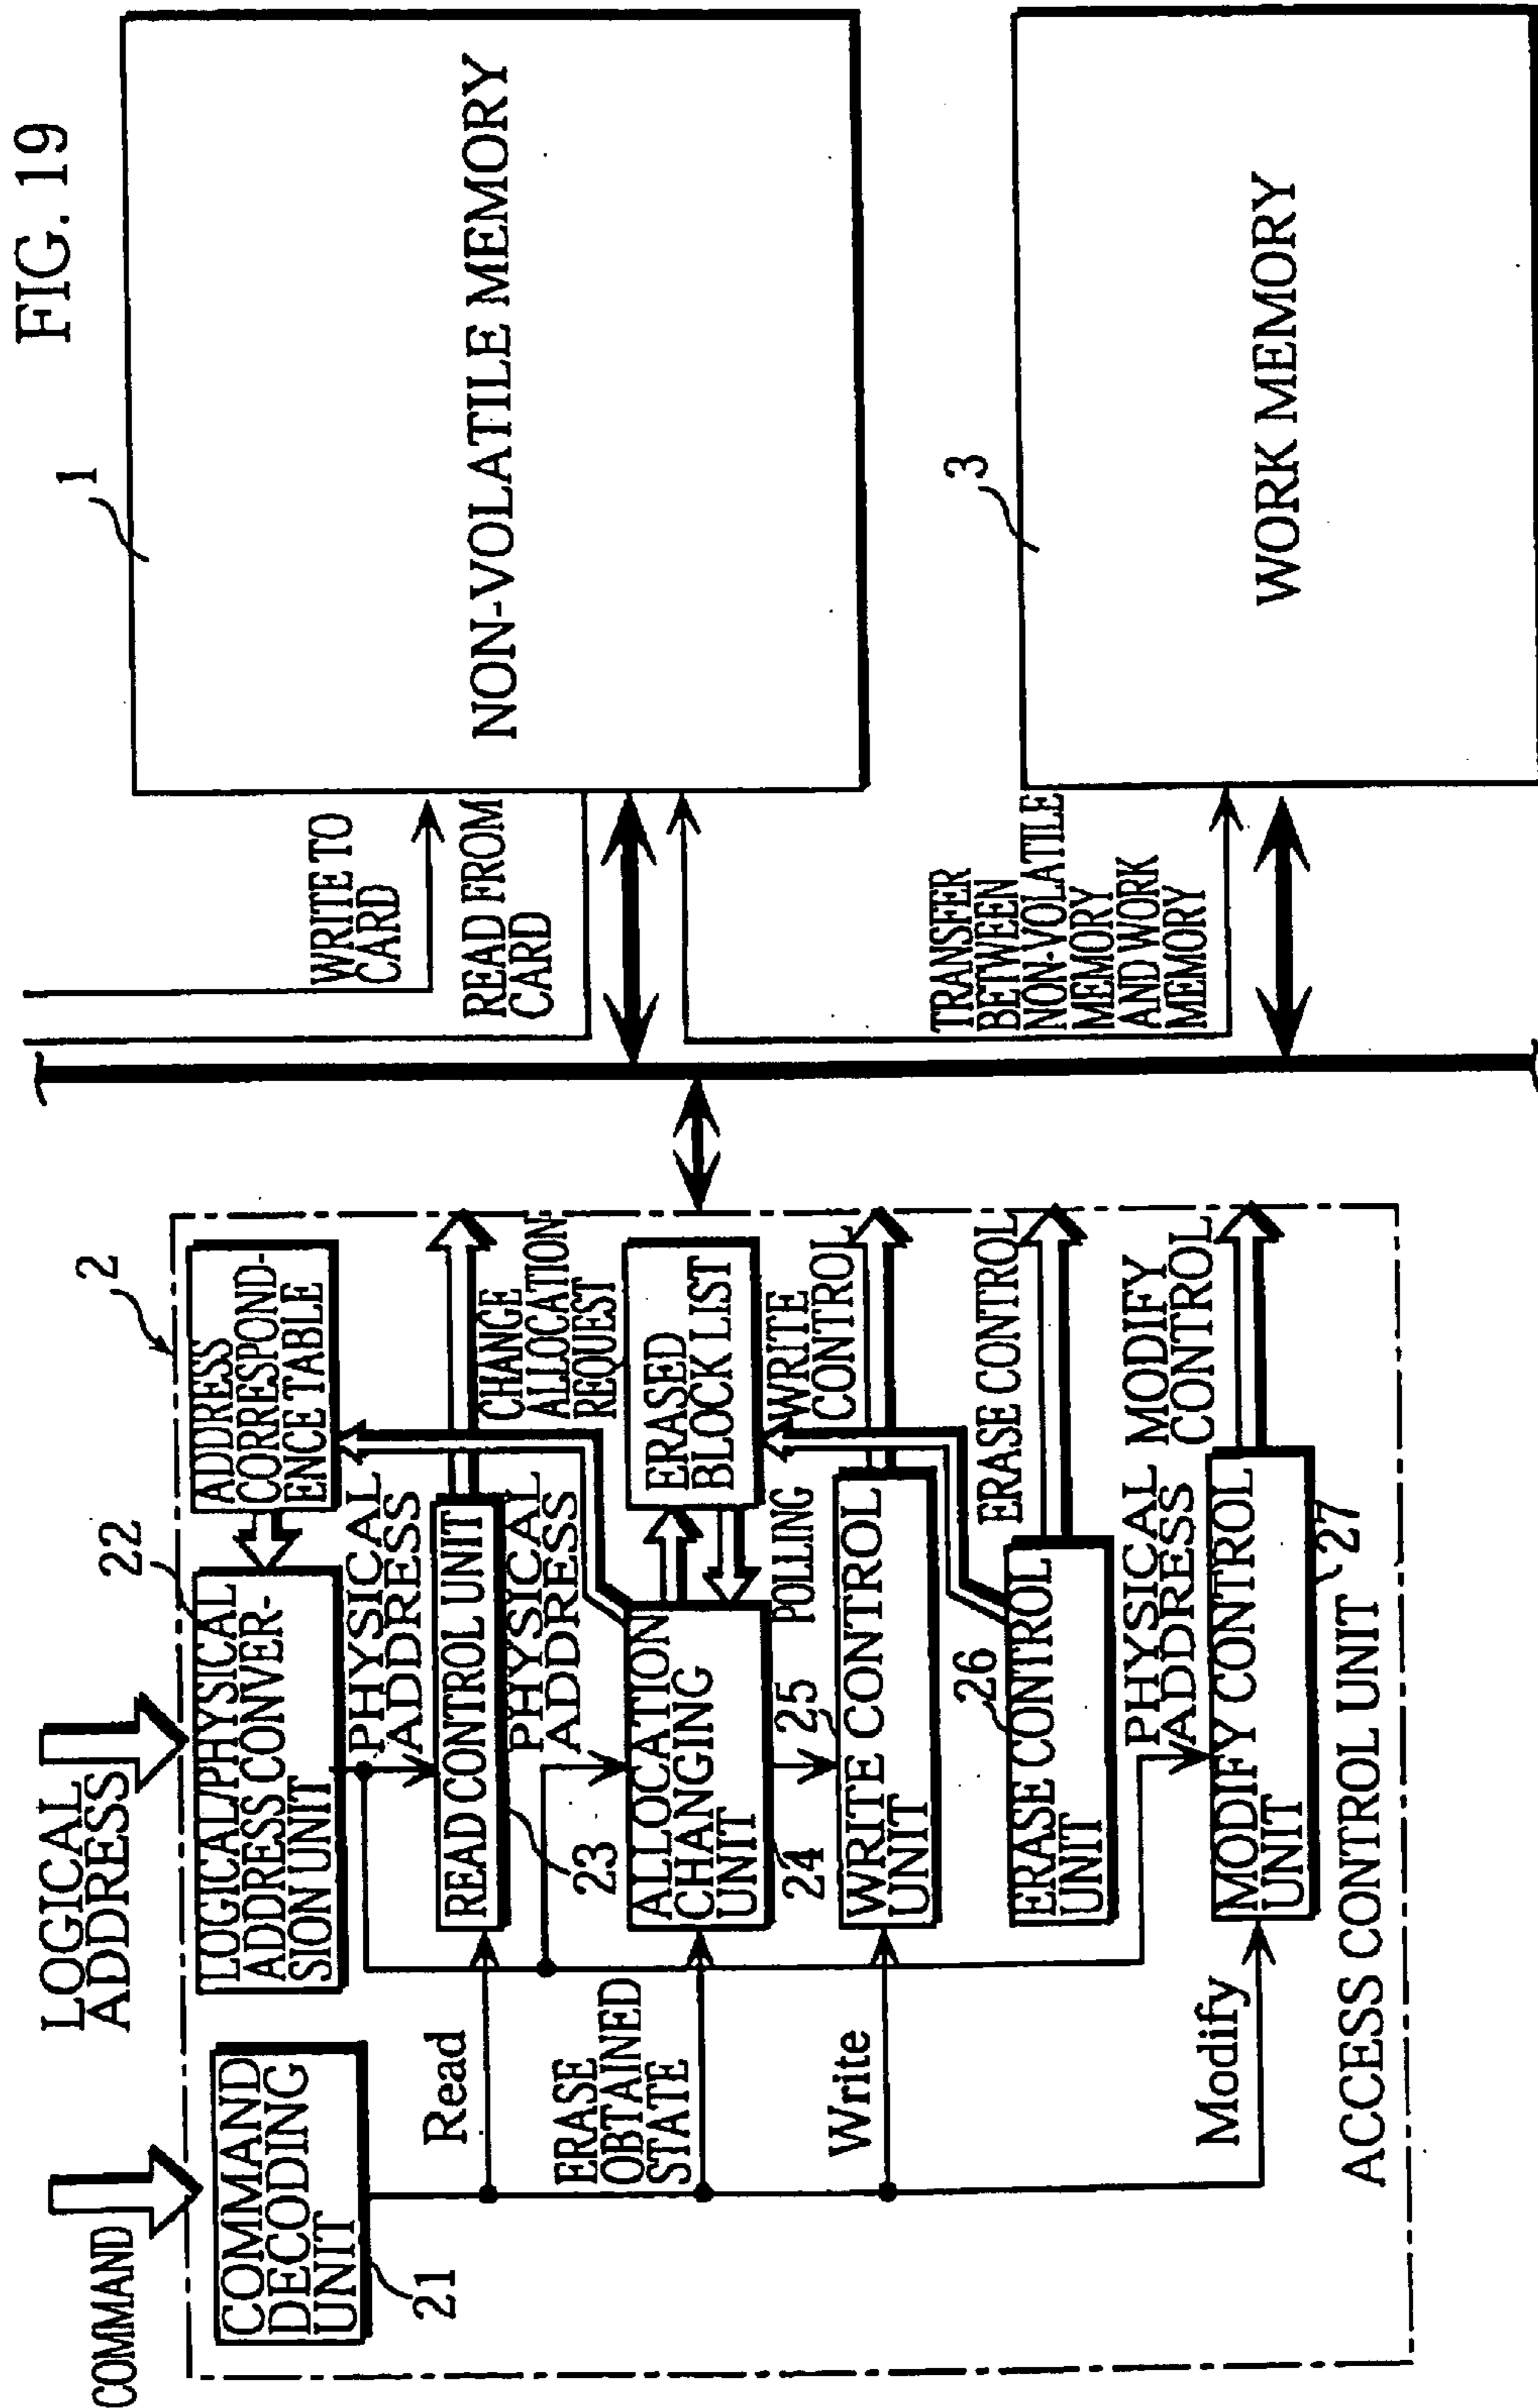 FIG. 19
COMMAND
LOGICAL
ADDRESS
2
COMMAND
DECODING
UNIT
21
LOGICAL/PHYSICAL
ADDRESS CONVER-
SION UNIT
22
ADDRESS
CORRESPOND-
ENCE TABLE
PHYSICAL
ADDRESS
Read
READ CONTROL UNIT
23
PHYSICAL
ADDRESS
CHANGE
ALLOCATION
REQUEST
ERASE
OBTAINED
STATE
ALLOCATION
CHANGING
UNIT
24
ERASED
BLOCK LIST
POLLING
WRITE
CONTROL
Write
25
WRITE CONTROL
UNIT
26
ERASE CONTROL
UNIT
ERASE CONTROL
PHYSICAL
ADDRESS
MODIFY
CONTROL
Modify
MODIFY CONTROL
UNIT
27
ACCESS CONTROL UNIT
WRITE TO
CARD
READ FROM
CARD
1
NON-VOLATILE MEMORY
TRANSFER
BETWEEN
NON-VOLATILE
MEMORY
AND WORK
MEMORY
3
WORK MEMORY